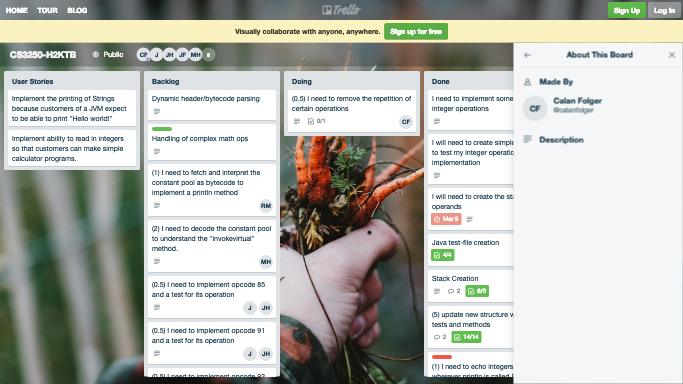 HOME TOUR BLOG Trello Sign Up Log In
Visually collaborate with anyone, anywhere. Sign up for free
CS3250-H2KTB Public CF J JH JF MH 8
User Stories
Implement the printing of Strings
because customers of a JVM expect
to be able to print "Hello world!"
Implement ability to read in integers
so that customers can make simple
calculator programs.
Backlog
Dynamic header/bytecode parsing
Handling of complex math ops
(1) I need to fetch and interpret the
constant pool as bytecode to
implement a println method
RM
(2) I need to decode the constant pool
to understand the "invokevirtual"
method.
MH
(0.5) I need to implement opcode 85
and a test for its operation
J JH
(0.5) I need to implement opcode 91
and a test for its operation
J JH
(0.5) I need to implement opcode 92
Doing
(0.5) I need to remove the repetition of
certain operations
0/1 CF
Done
I need to implement some
integer operations
I will need to create simple
to test my integer operatio
implementation
I will need to create the sta
operands
Mar 9
Java test-file creation
4/4
Stack Creation
2 6/6
(5) update new structure w
tests and methods
2 14/14
(1) I need to echo integers
wherever println is called i
About This Board
Made By
CF Calan Folger
@calanfolger
Description